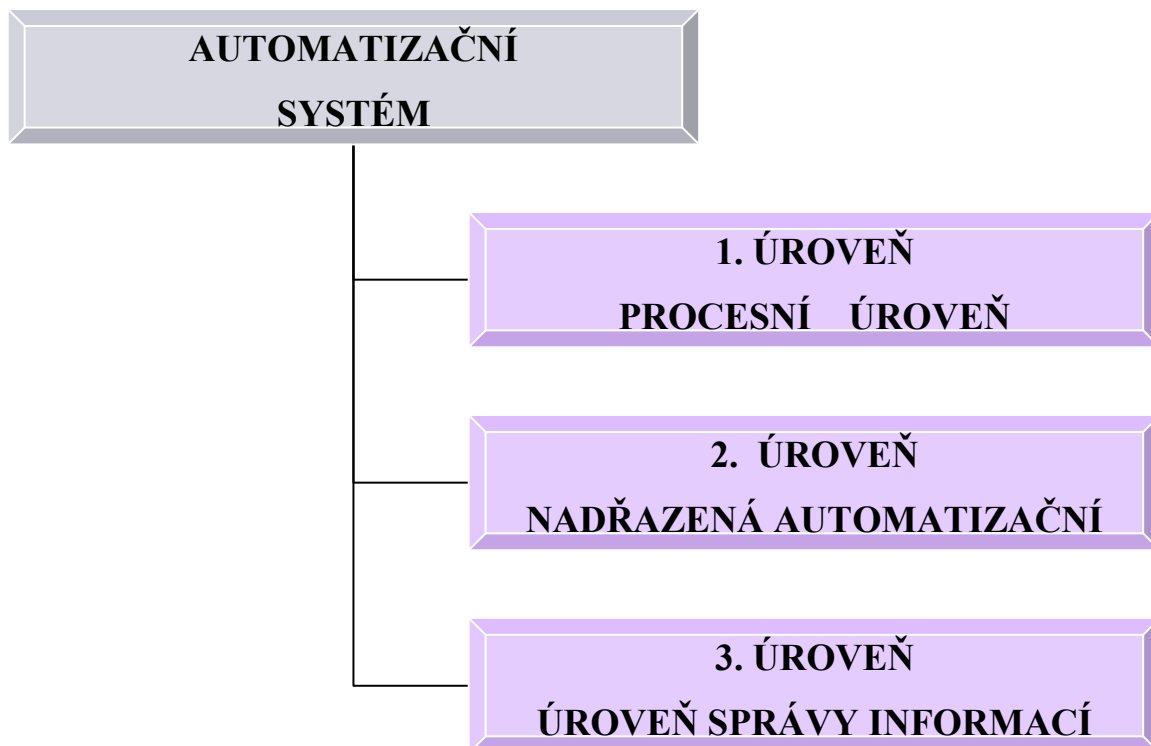 AUTOMATIZAČNÍ
SYSTÉM
1. ÚROVEŇ
PROCESNÍ ÚROVEŇ
2. ÚROVEŇ
NADŘAZENÁ AUTOMATIZAČNÍ
3. ÚROVEŇ
ÚROVEŇ SPRÁVY INFORMACÍ